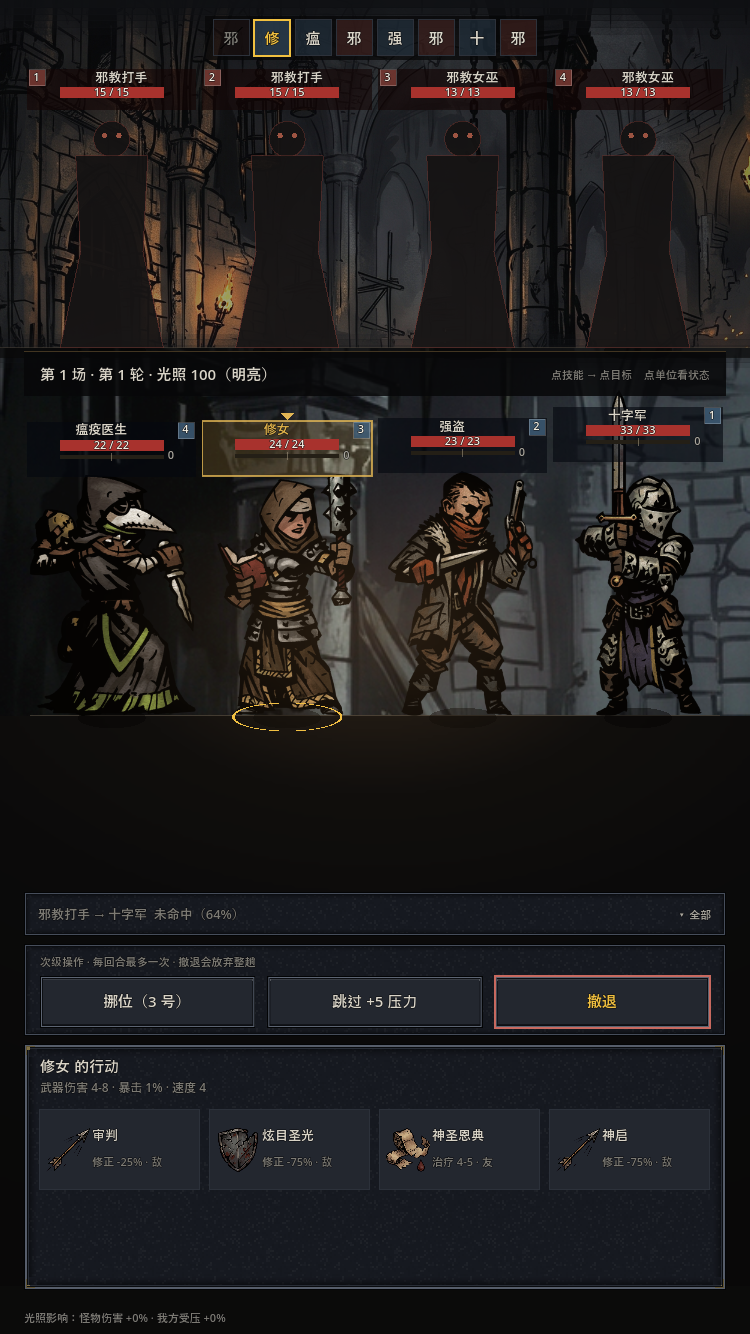 邪 修 瘟 邪 强 邪 十 邪
1 邪教打手 2 邪教打手 3 邪教女巫 4 邪教女巫
15 / 15 15 / 15 13 / 13 13 / 13
第 1 场 · 第 1 轮 · 光照 100（明亮） 点技能 → 点目标 点单位看状态
瘟疫医生 4 修女 3 强盗 2 十字军 1
22 / 22 24 / 24 23 / 23 33 / 33
0 0 0 0
邪教打手 → 十字军 未命中（64%） ▾ 全部
次级操作 · 每回合最多一次 · 撤退会放弃整趟
挪位（3 号） 跳过 +5 压力 撤退
修女 的行动
武器伤害 4-8 · 暴击 1% · 速度 4
审判 炫目圣光 神圣恩典 神启
修正 -25% · 敌 修正 -75% · 敌 治疗 4-5 · 友 修正 -75% · 敌
光照影响：怪物伤害 +0% · 我方受压 +0%